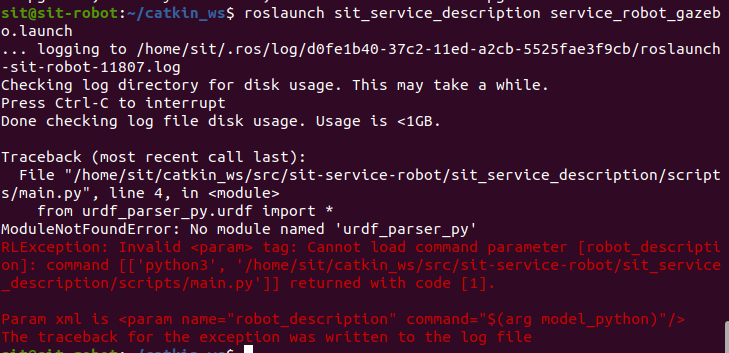 sit@sit-robot:~/catkin_ws$ roslaunch sit_service_description service_robot_gazeb
o.launch
... logging to /home/sit/.ros/log/d0fe1b40-37c2-11ed-a2cb-5525fae3f9cb/roslaunch
-sit-robot-11807.log
Checking log directory for disk usage. This may take a while.
Press Ctrl-C to interrupt
Done checking log file disk usage. Usage is <1GB.

Traceback (most recent call last):
  File "/home/sit/catkin_ws/src/sit-service-robot/sit_service_description/script
s/main.py", line 4, in <module>
    from urdf_parser_py.urdf import *
ModuleNotFoundError: No module named 'urdf_parser_py'
RLException: Invalid <param> tag: Cannot load command parameter [robot_descripti
on]: command [['python3', '/home/sit/catkin_ws/src/sit-service-robot/sit_service
_description/scripts/main.py']] returned with code [1].

Param xml is <param name="robot_description" command="$(arg model_python)"/>
The traceback for the exception was written to the log file
sit@sit-robot:~/catkin_ws$